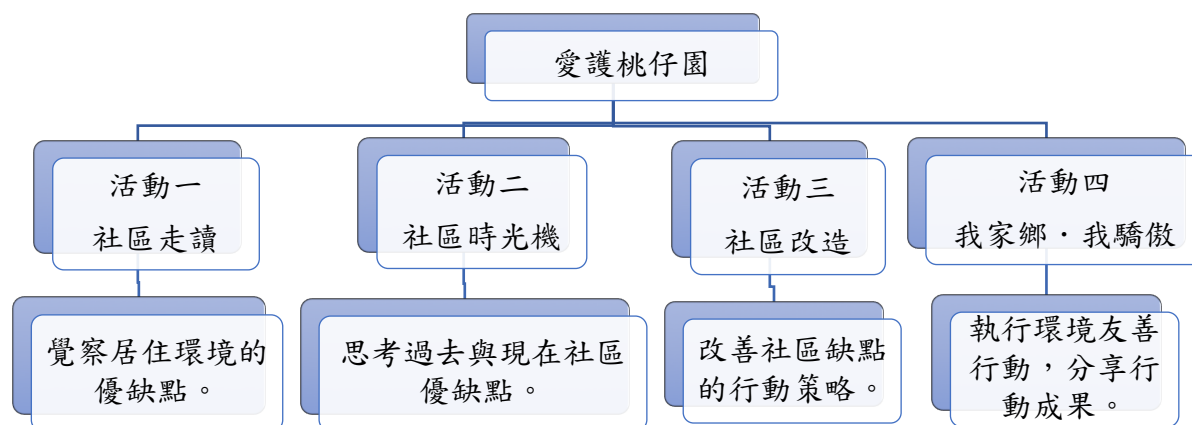 愛護桃仔園
活動一
社區走讀
活動二
社區時光機
活動三
社區改造
活動四
我家鄉．我驕傲
覺察居住環境的
優缺點。
思考過去與現在社區
優缺點。
改善社區缺點
的行動策略。
執行環境友善
行動，分享行
動成果。